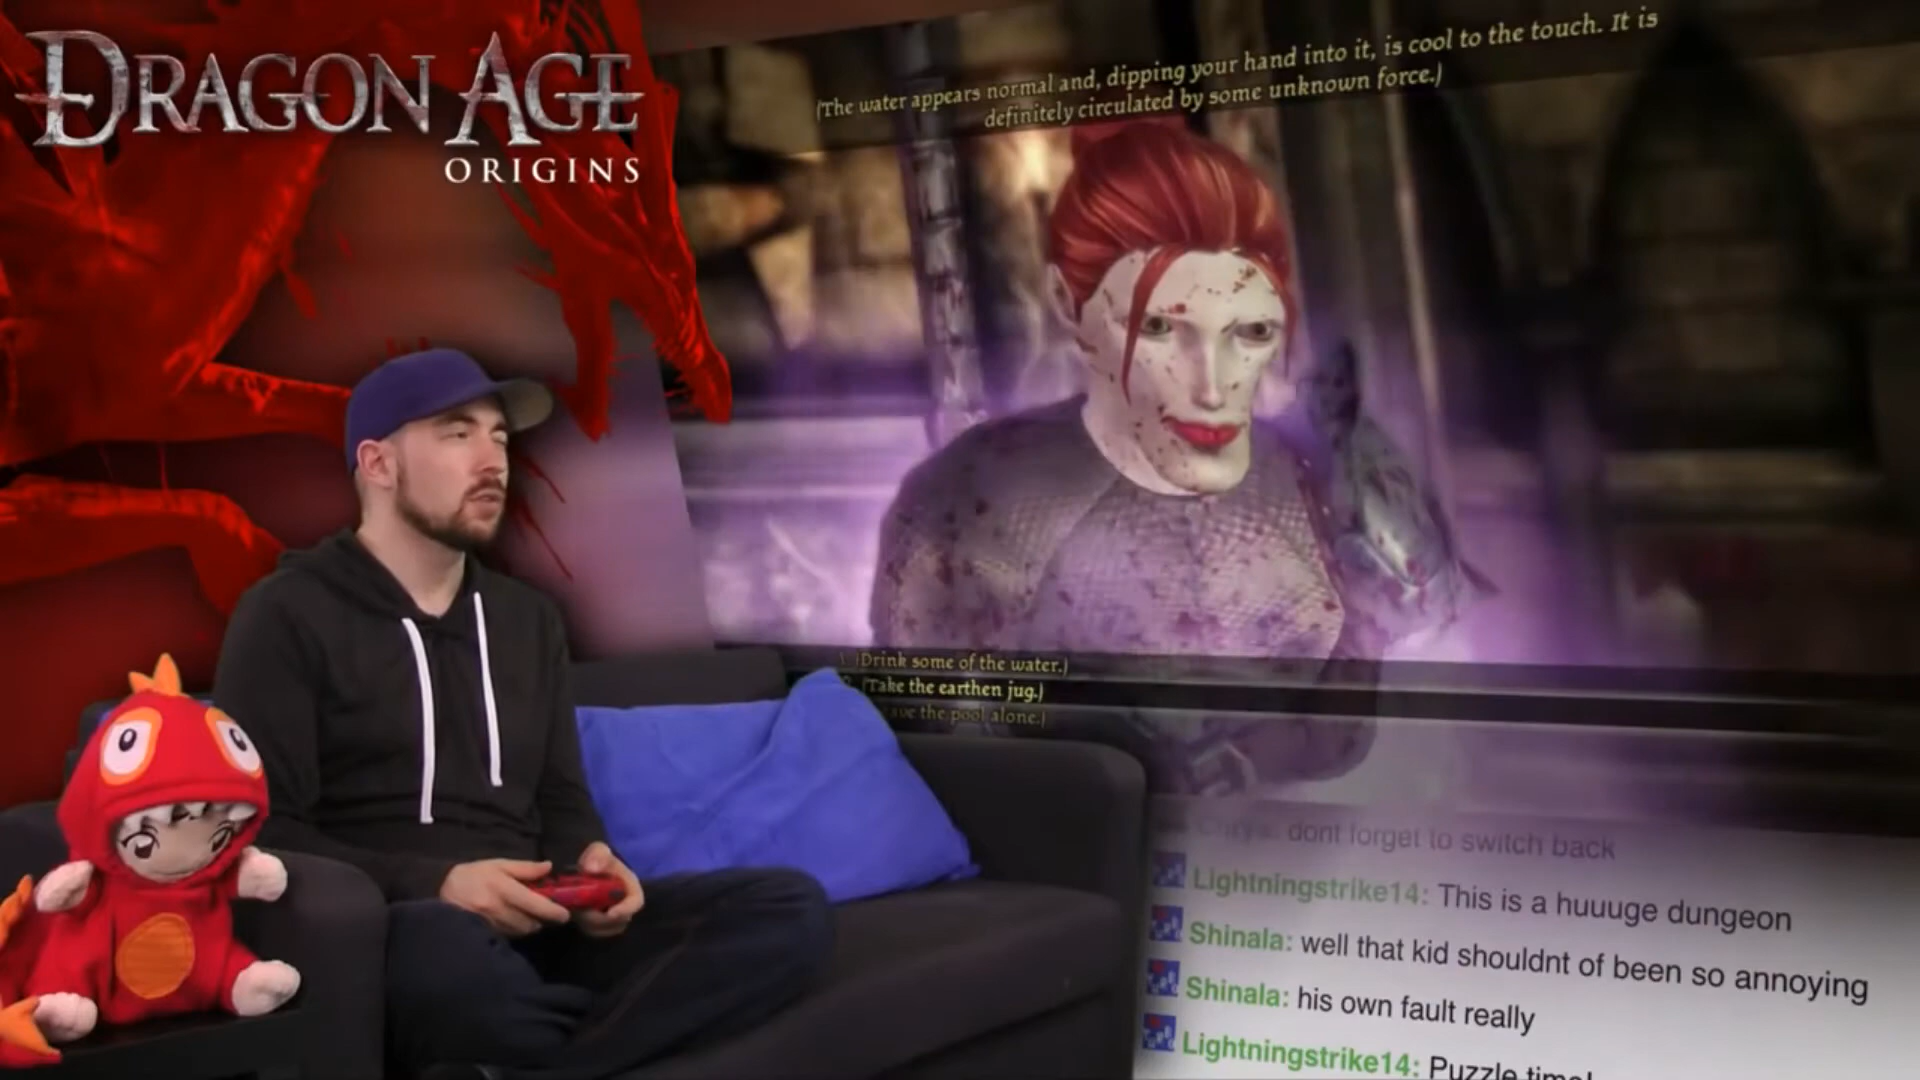 DRAGON AGE
ORIGINS
(The water appears normal and, dipping your hand into it, is cool to the touch. It is
definitely circulated by some unknown force.)
(Drink some of the water.)
(Take the earthen jug.)
the pool alone.)
dont forget to switch back
Lightningstrike14: This is a huuuge dungeon
Shinala: well that kid shouldnt of been so annoying
Shinala: his own fault really
Lightningstrike14: Puzzle time!